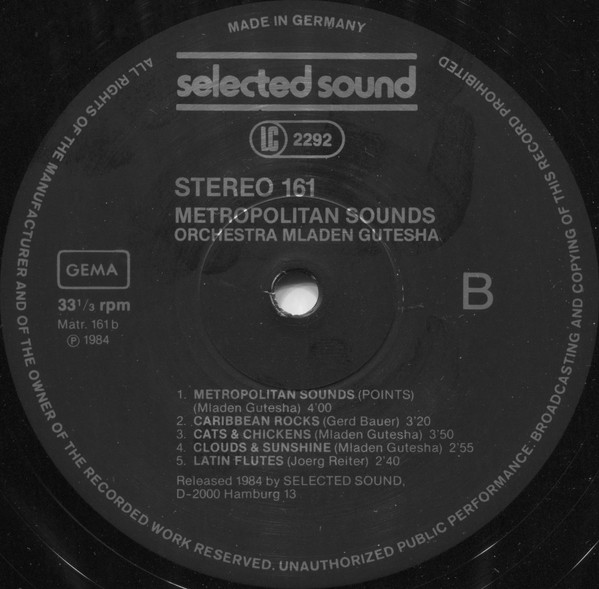 MADE IN GERMANY
ALL RIGHTS OF THE MANUFACTURER AND OF THE OWNER OF THE RECORDED WORK RESERVED. UNAUTHORIZED PUBLIC PERFORMANCE. BROADCASTING AND COPYING OF THIS RECORD PROHIBITED
selected sound
LC 2292
STEREO 161
METROPOLITAN SOUNDS
ORCHESTRA MLADEN GUTESHA
GEMA
33 1/3 rpm
Matr. 161 b
Ⓟ 1984
B
1. METROPOLITAN SOUNDS (POINTS)
(Mladen Gutesha) 4'00
2. CARIBBEAN ROCKS (Gerd Bauer) 3'20
3. CATS & CHICKENS (Mladen Gutesha) 3'50
4. CLOUDS & SUNSHINE (Mladen Gutesha) 2'55
5. LATIN FLUTES (Joerg Reiter) 2'40
Released 1984 by SELECTED SOUND,
D-2000 Hamburg 13